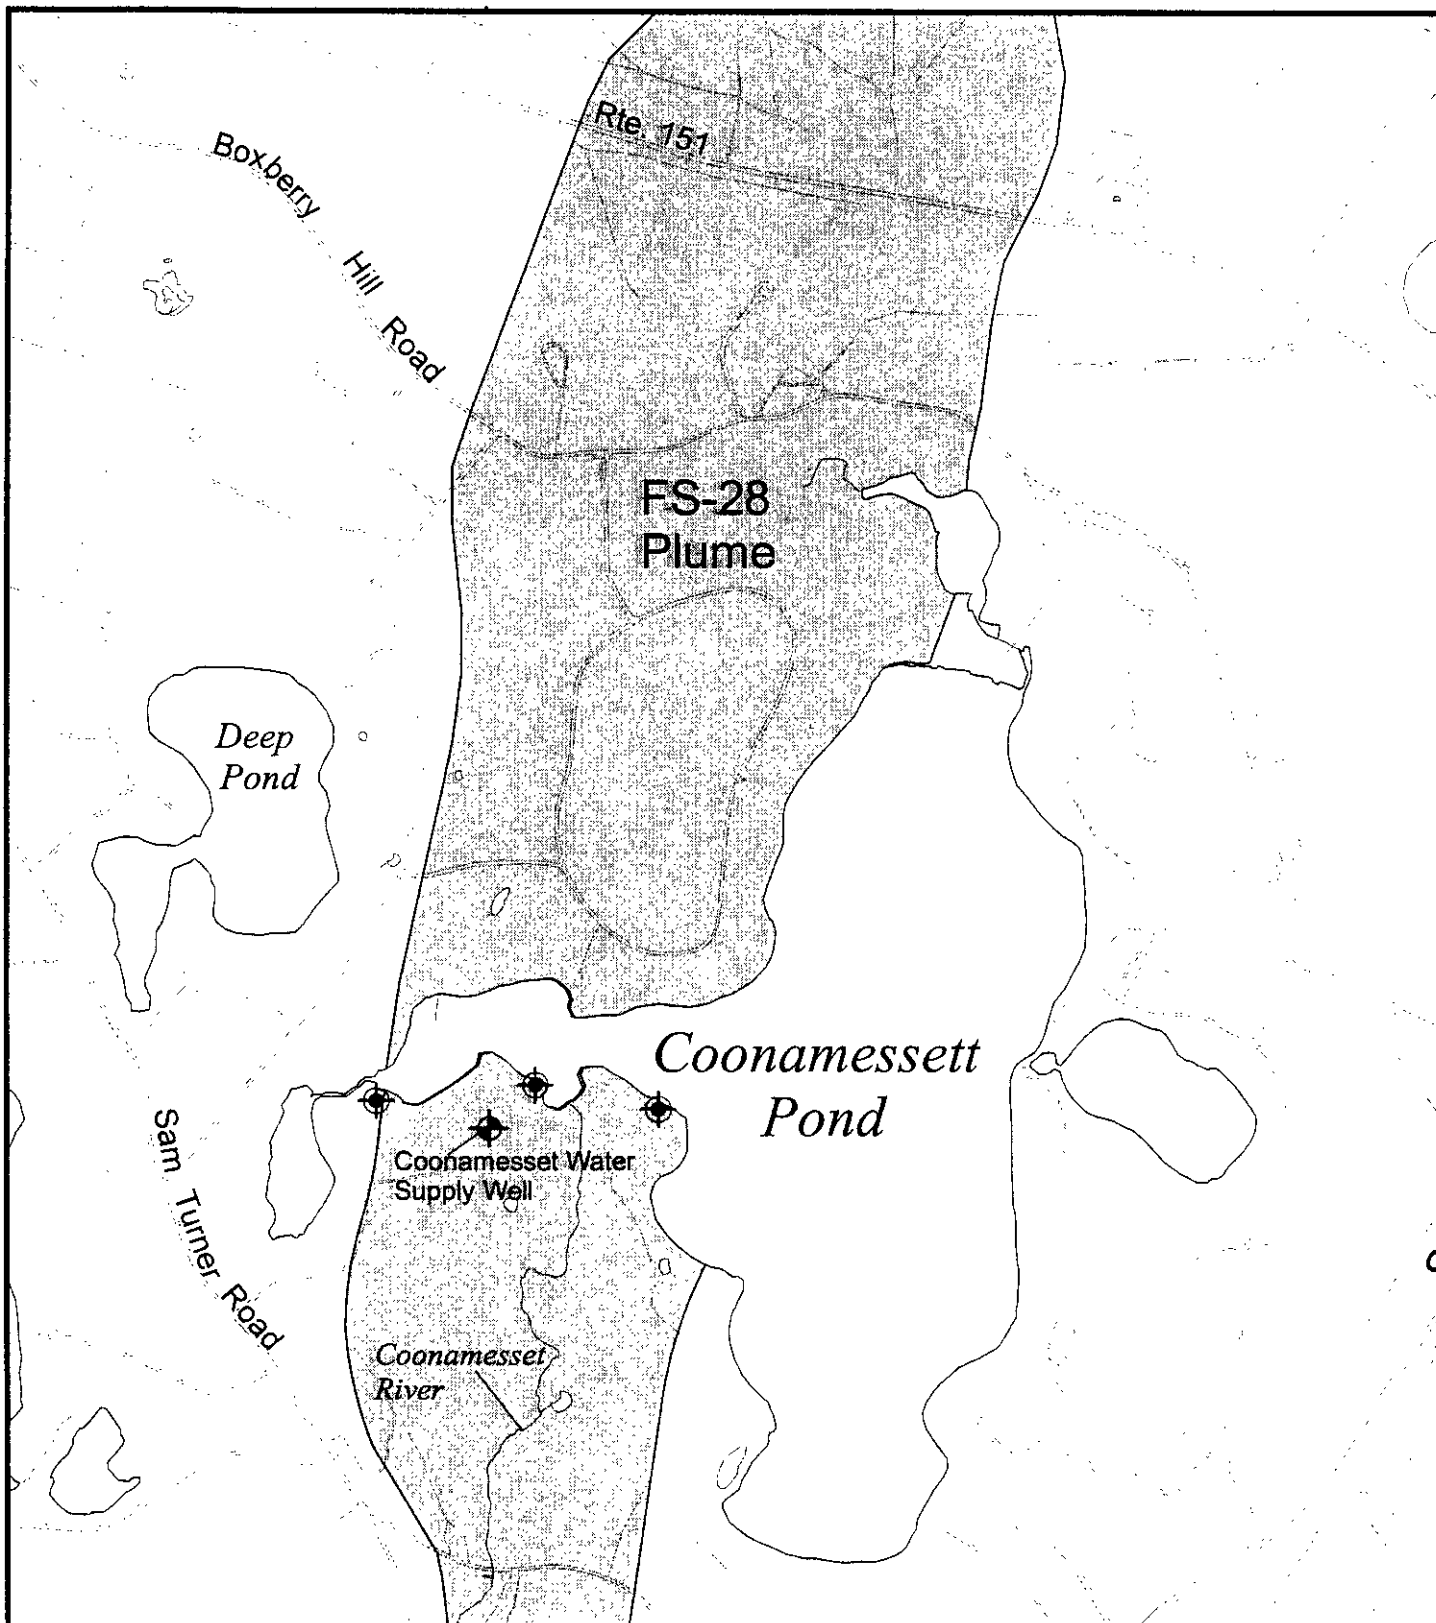 Rte. 151
Boxberry Hill Road
FS-28
Plume
Deep
Pond
Coonamessett
Pond
Coonamesset Water
Supply Well
Sam Turner Road
Coonamesset
River